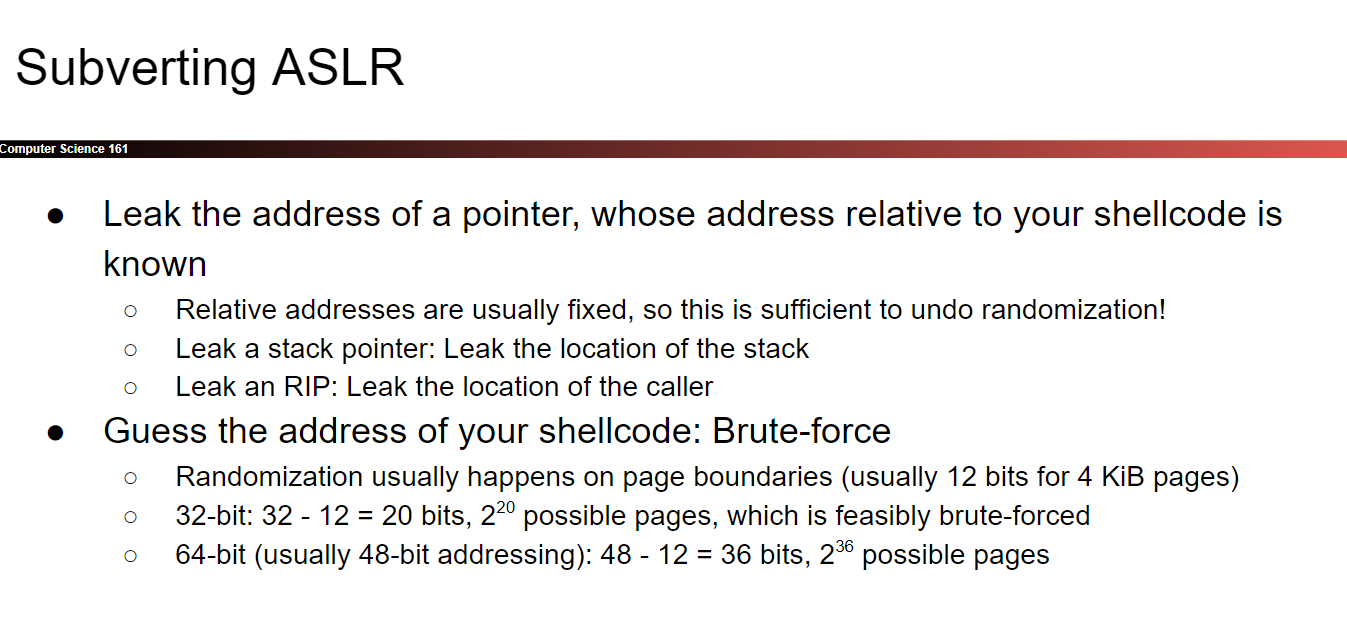 Subverting ASLR
Computer Science 161
● Leak the address of a pointer, whose address relative to your shellcode is
known
○ Relative addresses are usually fixed, so this is sufficient to undo randomization!
○ Leak a stack pointer: Leak the location of the stack
○ Leak an RIP: Leak the location of the caller
● Guess the address of your shellcode: Brute-force
○ Randomization usually happens on page boundaries (usually 12 bits for 4 KiB pages)
○ 32-bit: 32 - 12 = 20 bits, 2²⁰ possible pages, which is feasibly brute-forced
○ 64-bit (usually 48-bit addressing): 48 - 12 = 36 bits, 2³⁶ possible pages